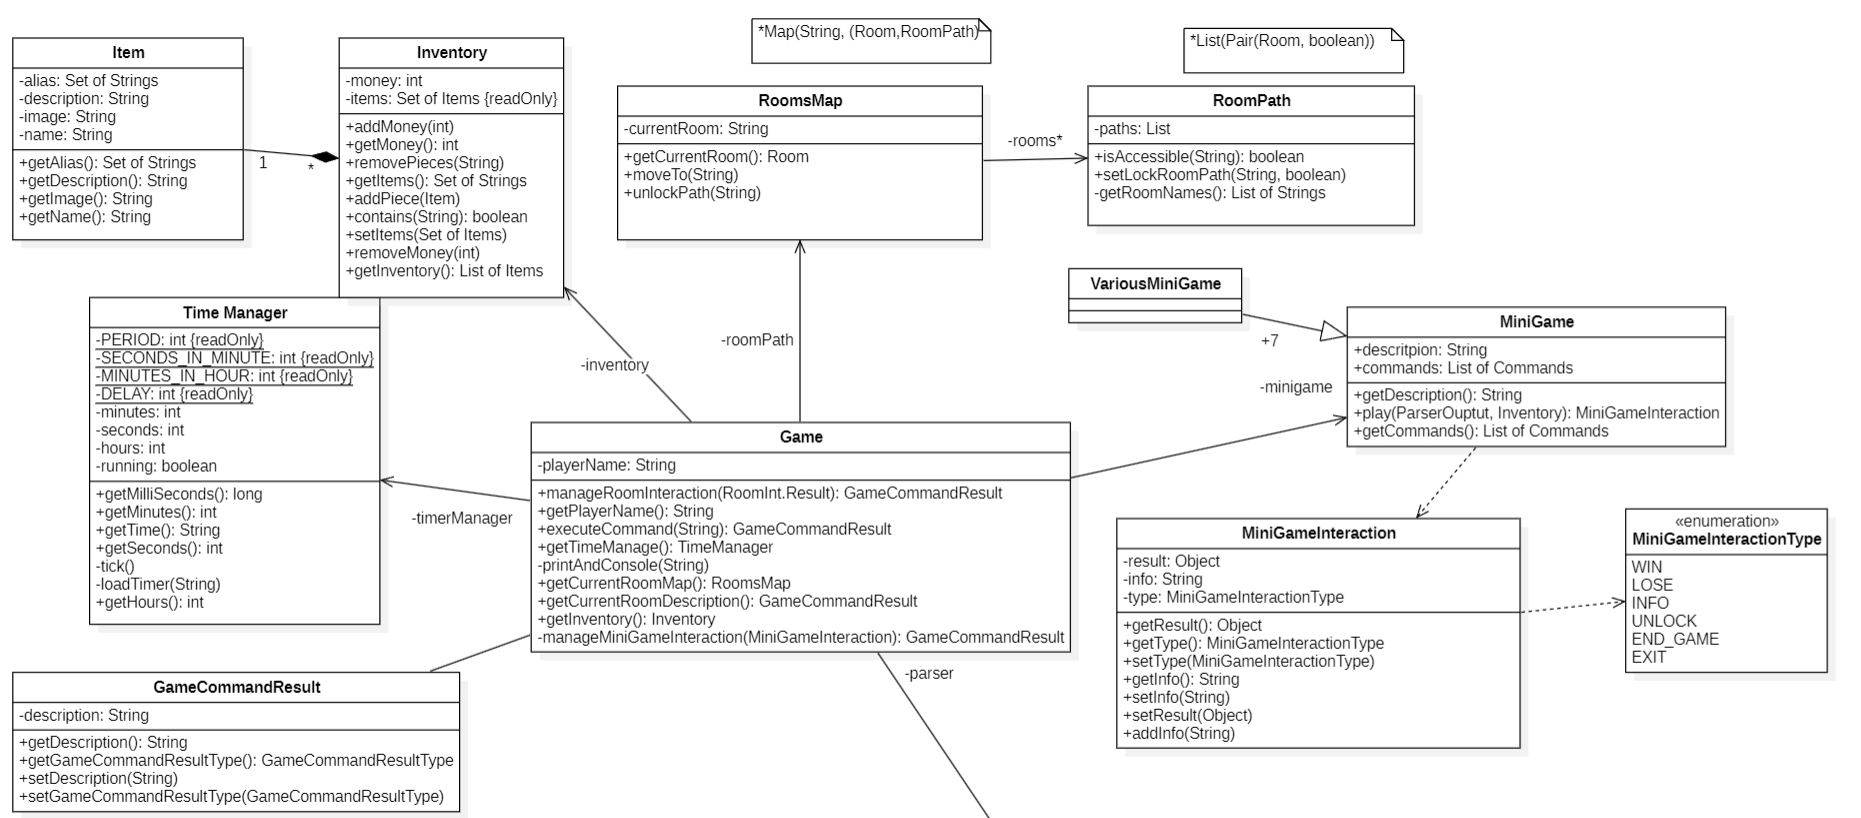 *Map(String, (Room,RoomPath)
*List(Pair(Room, boolean))
Item
-alias: Set of Strings
-description: String
-image: String
-name: String
+getAlias(): Set of Strings
+getDescription(): String
+getImage(): String
+getName(): String
1
*
Inventory
-money: int
-items: Set of Items {readOnly}
+addMoney(int)
+getMoney(): int
+removePieces(String)
+getItems(): Set of Strings
+addPiece(Item)
+contains(String): boolean
+setItems(Set of Items)
+removeMoney(int)
+getInventory(): List of Items
RoomsMap
-currentRoom: String
+getCurrentRoom(): Room
+moveTo(String)
+unlockPath(String)
-rooms*
RoomPath
-paths: List
+isAccessible(String): boolean
+setLockRoomPath(String, boolean)
-getRoomNames(): List of Strings
Time Manager
-PERIOD: int {readOnly}
-SECONDS_IN_MINUTE: int {readOnly}
-MINUTES_IN_HOUR: int {readOnly}
-DELAY: int {readOnly}
-minutes: int
-seconds: int
-hours: int
-running: boolean
+getMilliSeconds(): long
+getMinutes(): int
+getTime(): String
+getSeconds(): int
-tick()
-loadTimer(String)
+getHours(): int
-inventory
-roomPath
VariousMiniGame
+7
MiniGame
+descritpion: String
+commands: List of Commands
+getDescription(): String
+play(ParserOuptut, Inventory): MiniGameInteraction
+getCommands(): List of Commands
-minigame
-timerManager
Game
-playerName: String
+manageRoomInteraction(RoomInt.Result): GameCommandResult
+getPlayerName(): String
+executeCommand(String): GameCommandResult
+getTimeManage(): TimeManager
-printAndConsole(String)
+getCurrentRoomMap(): RoomsMap
+getCurrentRoomDescription(): GameCommandResult
+getInventory(): Inventory
-manageMiniGameInteraction(MiniGameInteraction): GameCommandResult
-parser
MiniGameInteraction
-result: Object
-info: String
-type: MiniGameInteractionType
+getResult(): Object
+getType(): MiniGameInteractionType
+setType(MiniGameInteractionType)
+getInfo(): String
+setInfo(String)
+setResult(Object)
+addInfo(String)
«enumeration»
MiniGameInteractionType
WIN
LOSE
INFO
UNLOCK
END_GAME
EXIT
GameCommandResult
-description: String
+getDescription(): String
+getGameCommandResultType(): GameCommandResultType
+setDescription(String)
+setGameCommandResultType(GameCommandResultType)